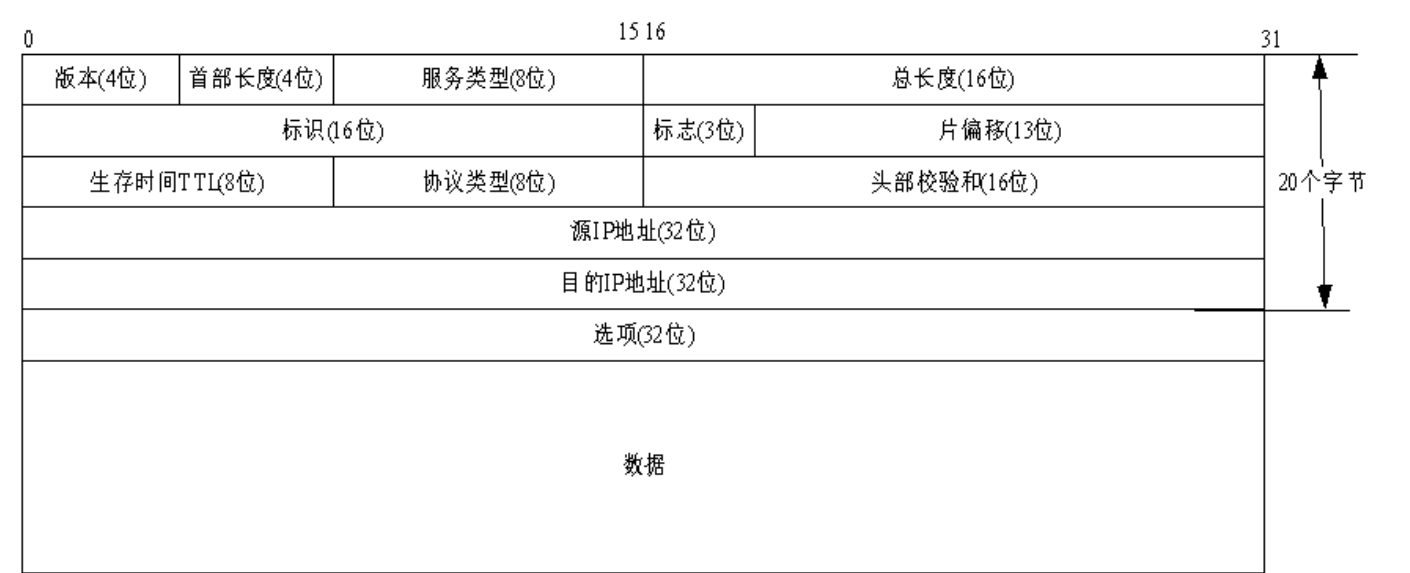 0 15 16 31
版本(4位) 首部长度(4位) 服务类型(8位) 总长度(16位)
标识(16位) 标志(3位) 片偏移(13位)
生存时间TTL(8位) 协议类型(8位) 头部校验和(16位) 20个字节
源IP地址(32位)
目的IP地址(32位)
选项(32位)
数据